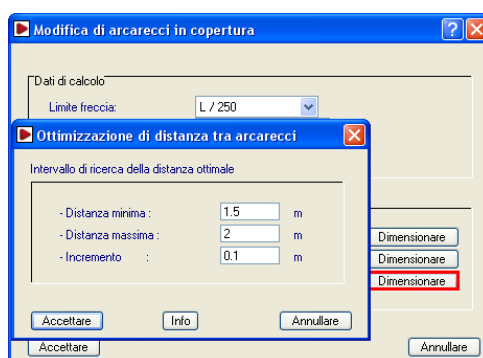 Modifica di arcarecci in copertura
Dati di calcolo
Limite freccia: L / 250
Ottimizzazione di distanza tra arcarecci
Intervallo di ricerca della distanza ottimale
- Distanza minima : 1.5 m
- Distanza massima : 2 m
- Incremento : 0.1 m
Dimensionare
Dimensionare
Dimensionare
Accettare Info Annullare
Accettare Annullare